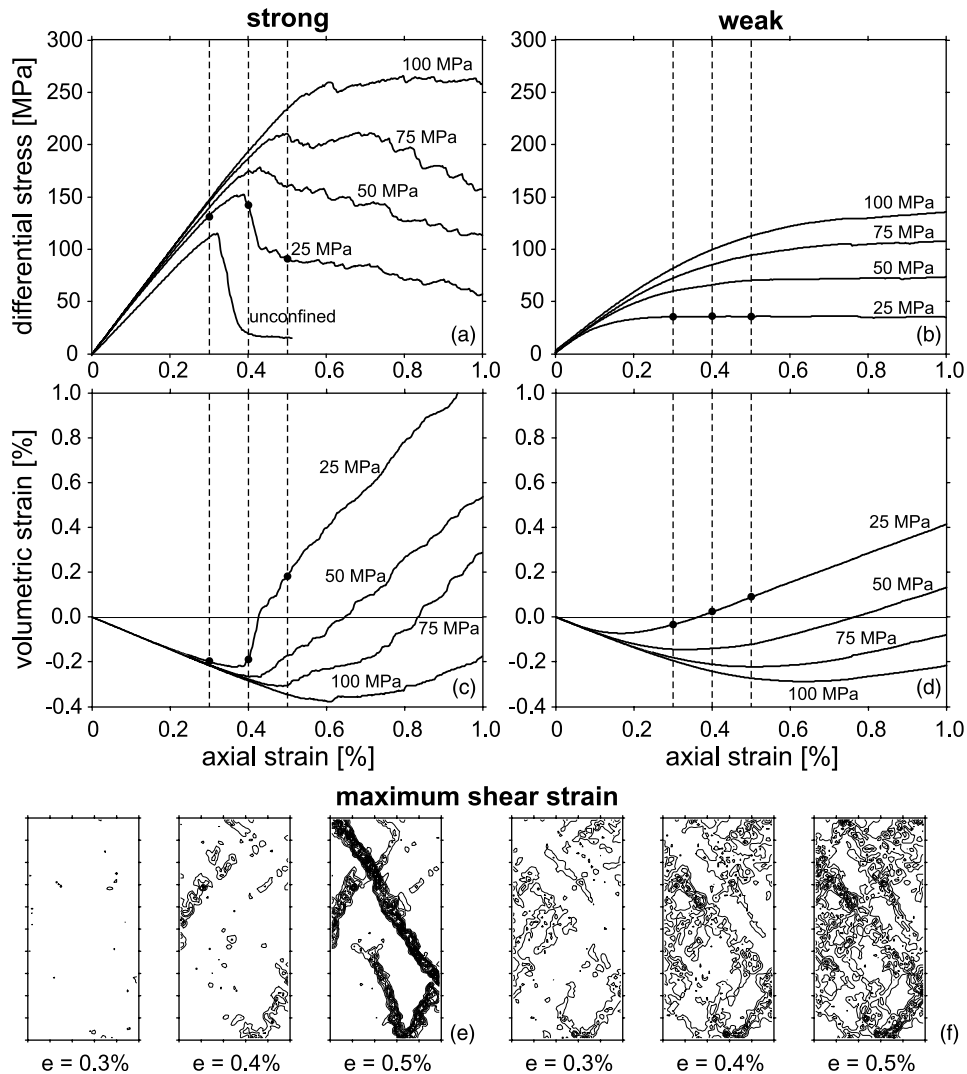 strong
weak
differential stress [MPa]
300
250
200
150
100
50
0
100 MPa
75 MPa
50 MPa
25 MPa
unconfined
(a)
0.0 0.2 0.4 0.6 0.8 1.0
300
250
200
150
100
50
0
100 MPa
75 MPa
50 MPa
25 MPa
(b)
0.0 0.2 0.4 0.6 0.8 1.0
volumetric strain [%]
1.0
0.8
0.6
0.4
0.2
0.0
-0.2
-0.4
25 MPa
50 MPa
75 MPa
100 MPa
(c)
0.0 0.2 0.4 0.6 0.8 1.0
axial strain [%]
1.0
0.8
0.6
0.4
0.2
0.0
-0.2
-0.4
25 MPa
50 MPa
75 MPa
100 MPa
(d)
0.0 0.2 0.4 0.6 0.8 1.0
axial strain [%]
maximum shear strain
(e)
(f)
e = 0.3% e = 0.4% e = 0.5% e = 0.3% e = 0.4% e = 0.5%